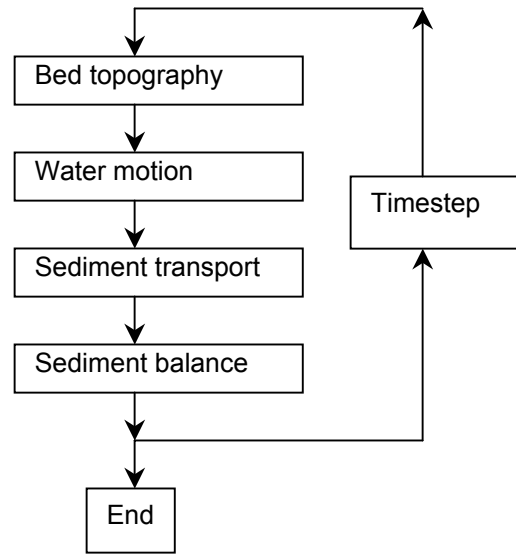 Bed topography
Water motion
Timestep
Sediment transport
Sediment balance
End